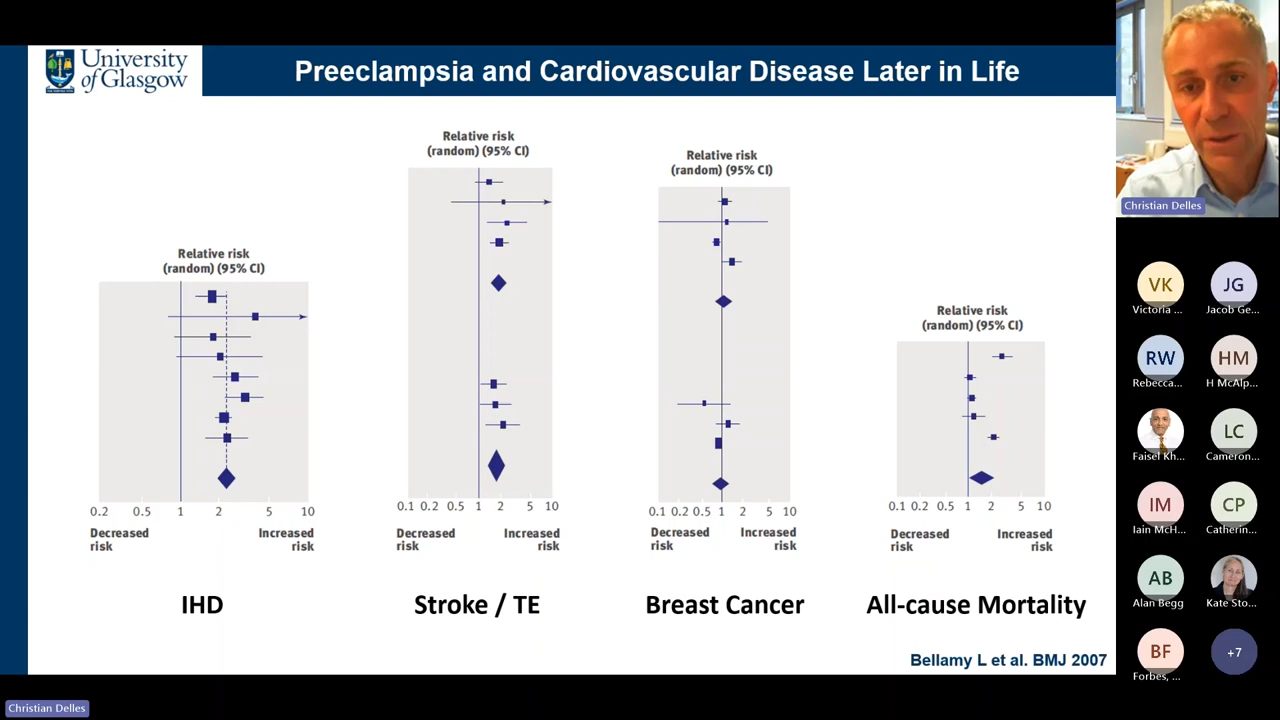 University
of Glasgow
Preeclampsia and Cardiovascular Disease Later in Life
Relative risk
(random) (95% CI)
0.2 0.5 1 2 5 10
Decreased
risk
Increased
risk
IHD
Relative risk
(random) (95% CI)
0.1 0.2 0.5 1 2 5 10
Decreased
risk
Increased
risk
Stroke / TE
Relative risk
(random) (95% CI)
0.1 0.2 0.5 1 2 5 10
Decreased
risk
Increased
risk
Breast Cancer
Relative risk
(random) (95% CI)
0.1 0.2 0.5 1 2 5 10
Decreased
risk
Increased
risk
All-cause Mortality
Bellamy L et al. BMJ 2007
Christian Delles
VK
Victoria ...
JG
Jacob Ge...
RW
Rebecca...
HM
H McAlp...
Faisel Kh...
LC
Cameron...
IM
Iain McH...
CP
Catherin...
AB
Alan Begg
Kate Sto...
BF
Forbes, ...
+7
Christian Delles